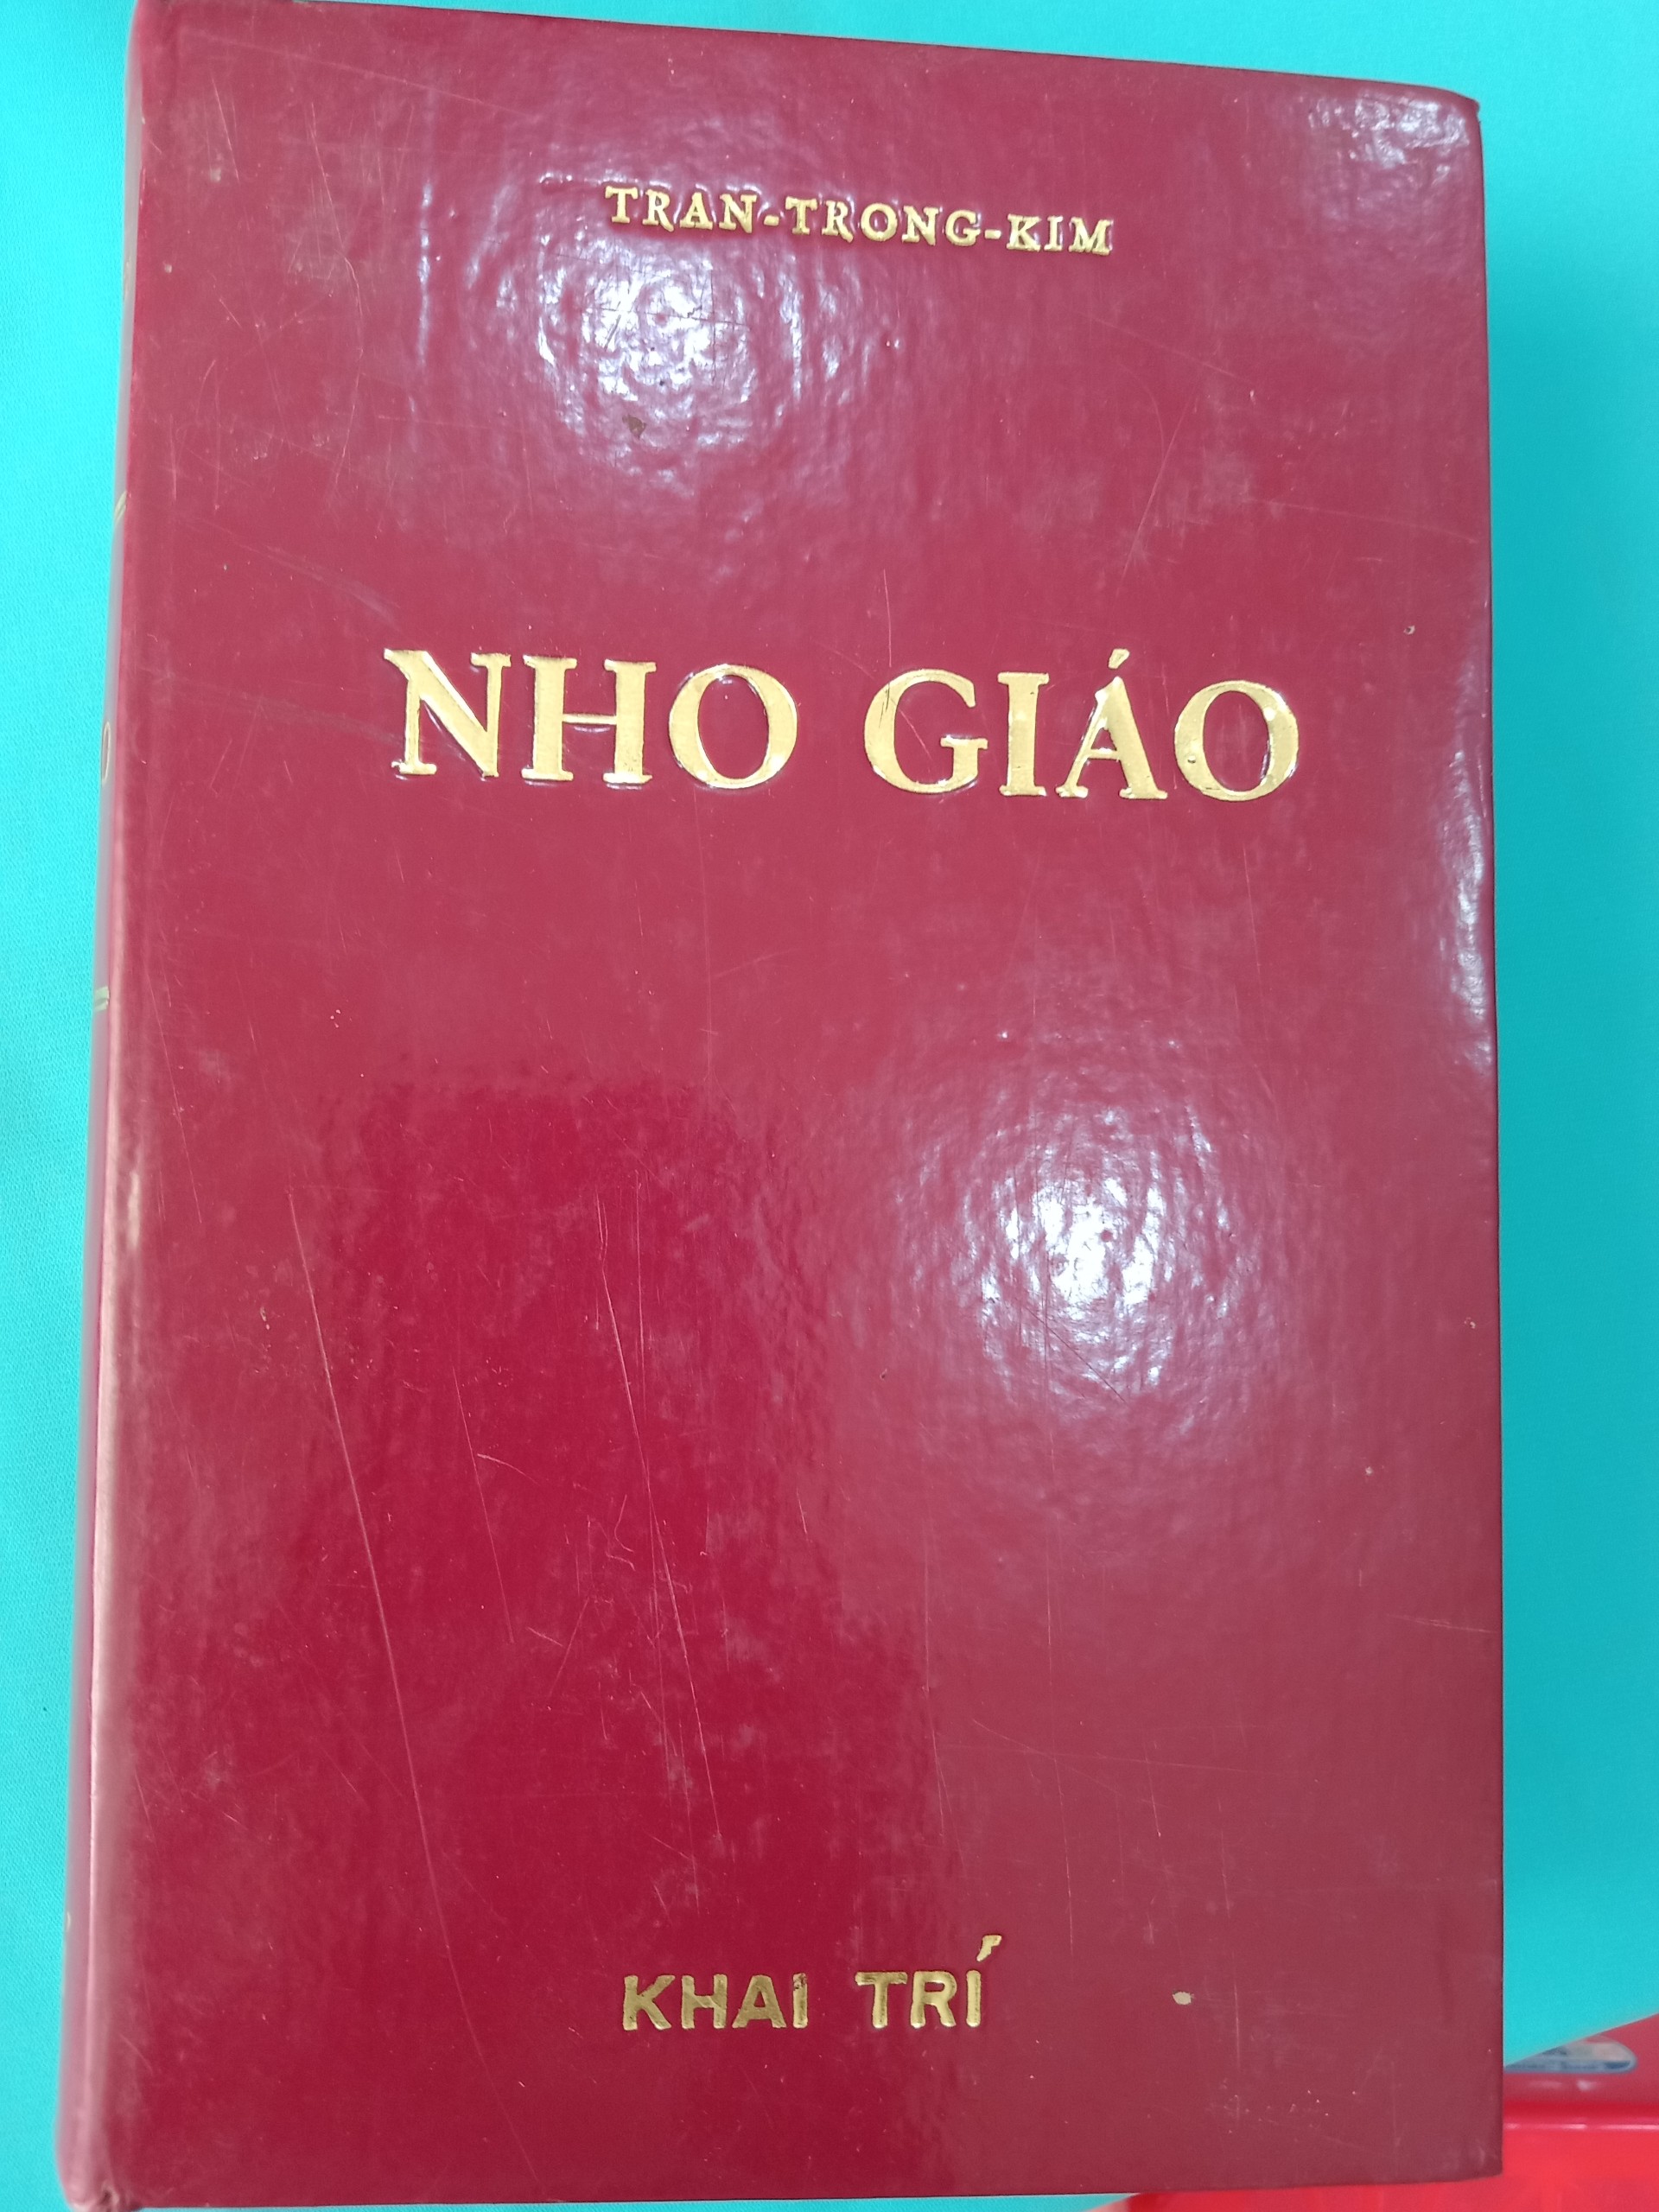 TRAN-TRONG-KIM
NHO GIÁO
KHAI TRÍ